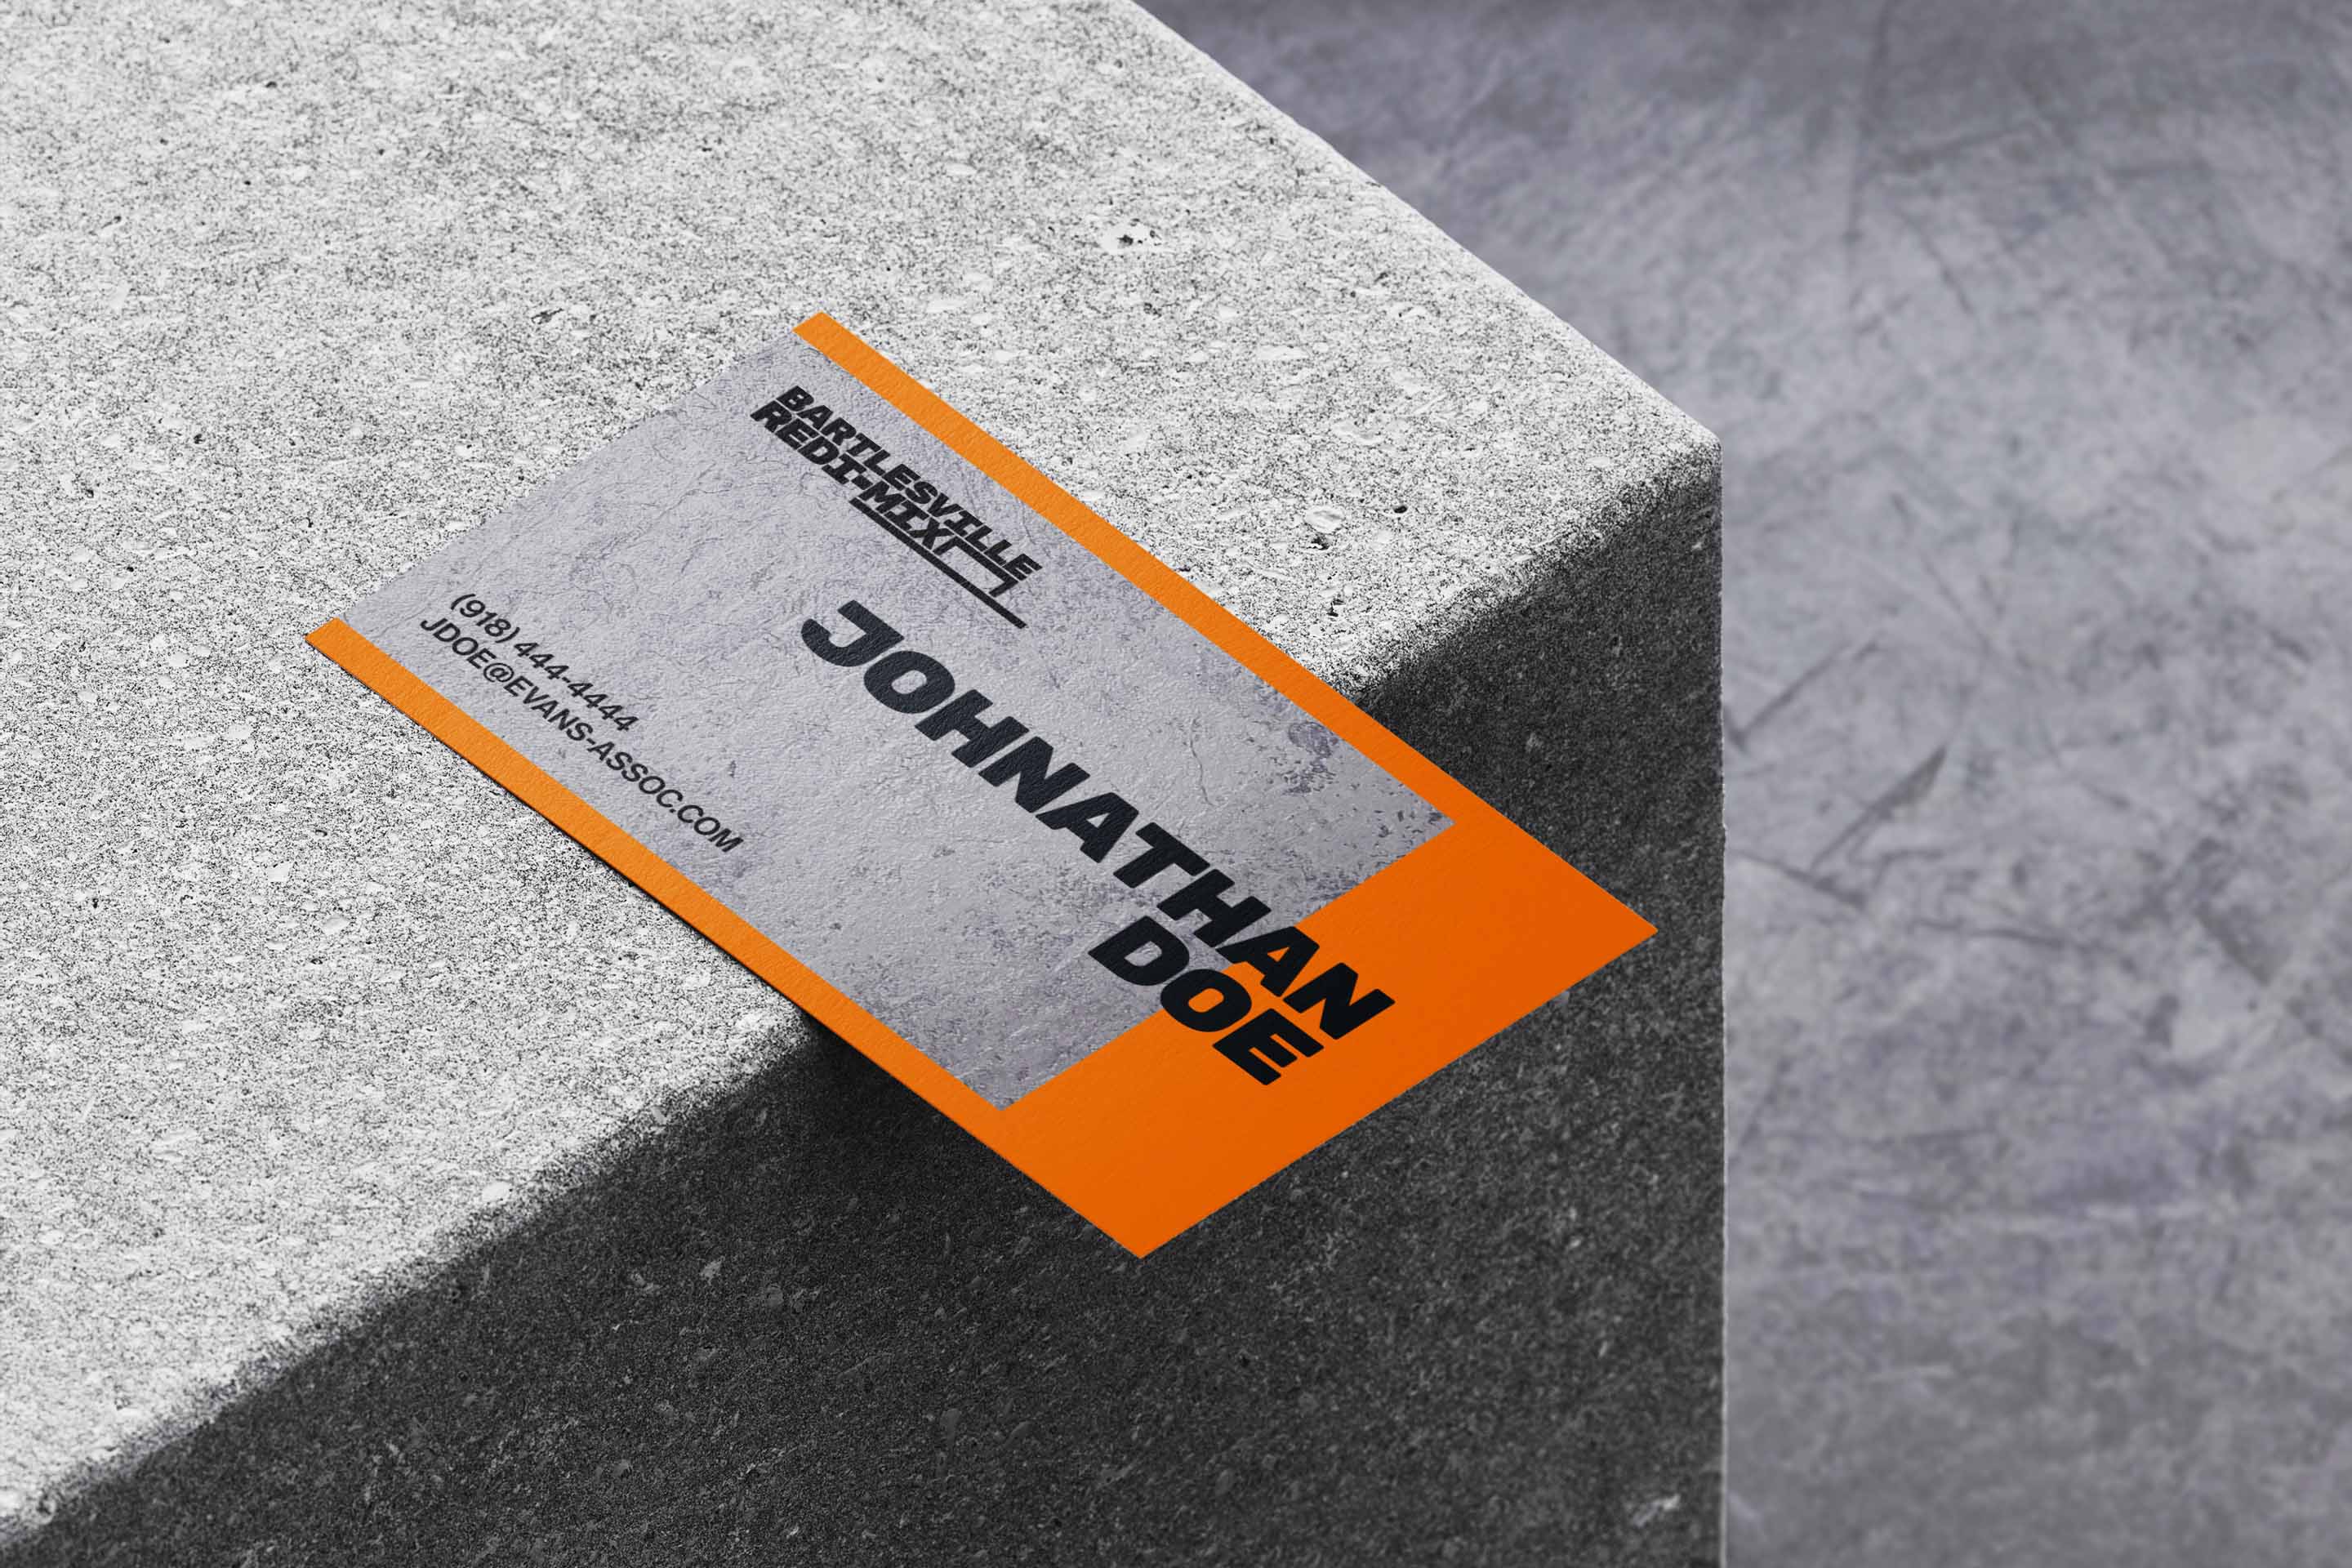 BARTLESVILLE
REDI-MIX
JOHNATHAN
DOE
(918) 444-4444
JDOE@EVANS-ASSOC.COM